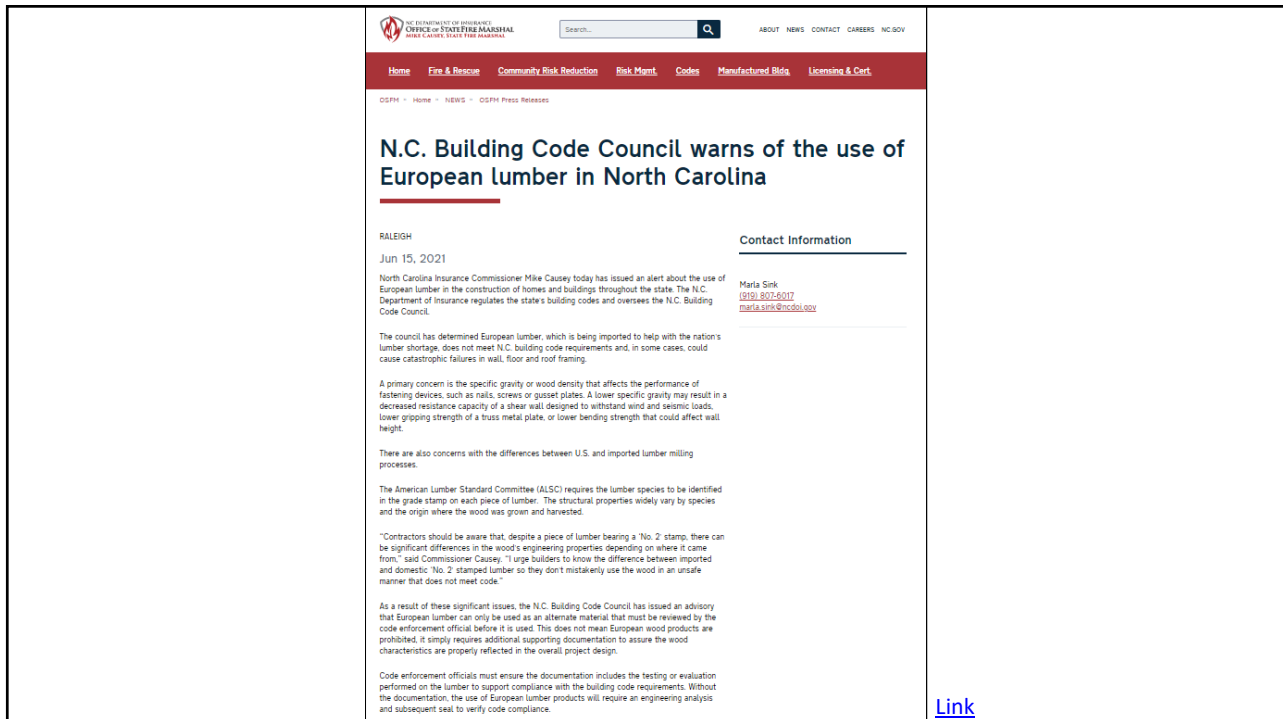 NC DEPARTMENT OF INSURANCE
OFFICE OF STATE FIRE MARSHAL
MIKE CAUSEY, STATE FIRE MARSHAL
Search...
ABOUT NEWS CONTACT CAREERS NC.GOV
Home Fire & Rescue Community Risk Reduction Risk Mgmt. Codes Manufactured Bldg. Licensing & Cert.
OSFM Home NEWS OSFM Press Releases
N.C. Building Code Council warns of the use of
European lumber in North Carolina
RALEIGH
Jun 15, 2021
North Carolina Insurance Commissioner Mike Causey today has issued an alert about the use of
European lumber in the construction of homes and buildings throughout the state. The N.C.
Department of Insurance regulates the state's building codes and oversees the N.C. Building
Code Council.
The council has determined European lumber, which is being imported to help with the nation's
lumber shortage, does not meet N.C. building code requirements and, in some cases, could
cause catastrophic failures in wall, floor and roof framing.
A primary concern is the specific gravity or wood density that affects the performance of
fastening devices, such as nails, screws or gusset plates. A lower specific gravity may result in a
decreased resistance capacity of a shear wall designed to withstand wind and seismic loads,
lower gripping strength of a truss metal plate, or lower bending strength that could affect wall
height.
There are also concerns with the differences between U.S. and imported lumber milling
processes.
The American Lumber Standard Committee (ALSC) requires the lumber species to be identified
in the grade stamp on each piece of lumber. The structural properties widely vary by species
and the origin where the wood was grown and harvested.
"Contractors should be aware that, despite a piece of lumber bearing a 'No. 2' stamp, there can
be significant differences in the wood's engineering properties depending on where it came
from," said Commissioner Causey. "I urge builders to know the difference between imported
and domestic 'No. 2' stamped lumber so they don't mistakenly use the wood in an unsafe
manner that does not meet code."
As a result of these significant issues, the N.C. Building Code Council has issued an advisory
that European lumber can only be used as an alternate material that must be reviewed by the
code enforcement official before it is used. This does not mean European wood products are
prohibited, it simply requires additional supporting documentation to assure the wood
characteristics are properly reflected in the overall project design.
Code enforcement officials must ensure the documentation includes the testing or evaluation
performed on the lumber to support compliance with the building code requirements. Without
the documentation, the use of European lumber products will require an engineering analysis
and subsequent seal to verify code compliance.
Contact Information
Marla Sink
(919) 807-6017
marla.sink@ncdoi.gov
Link